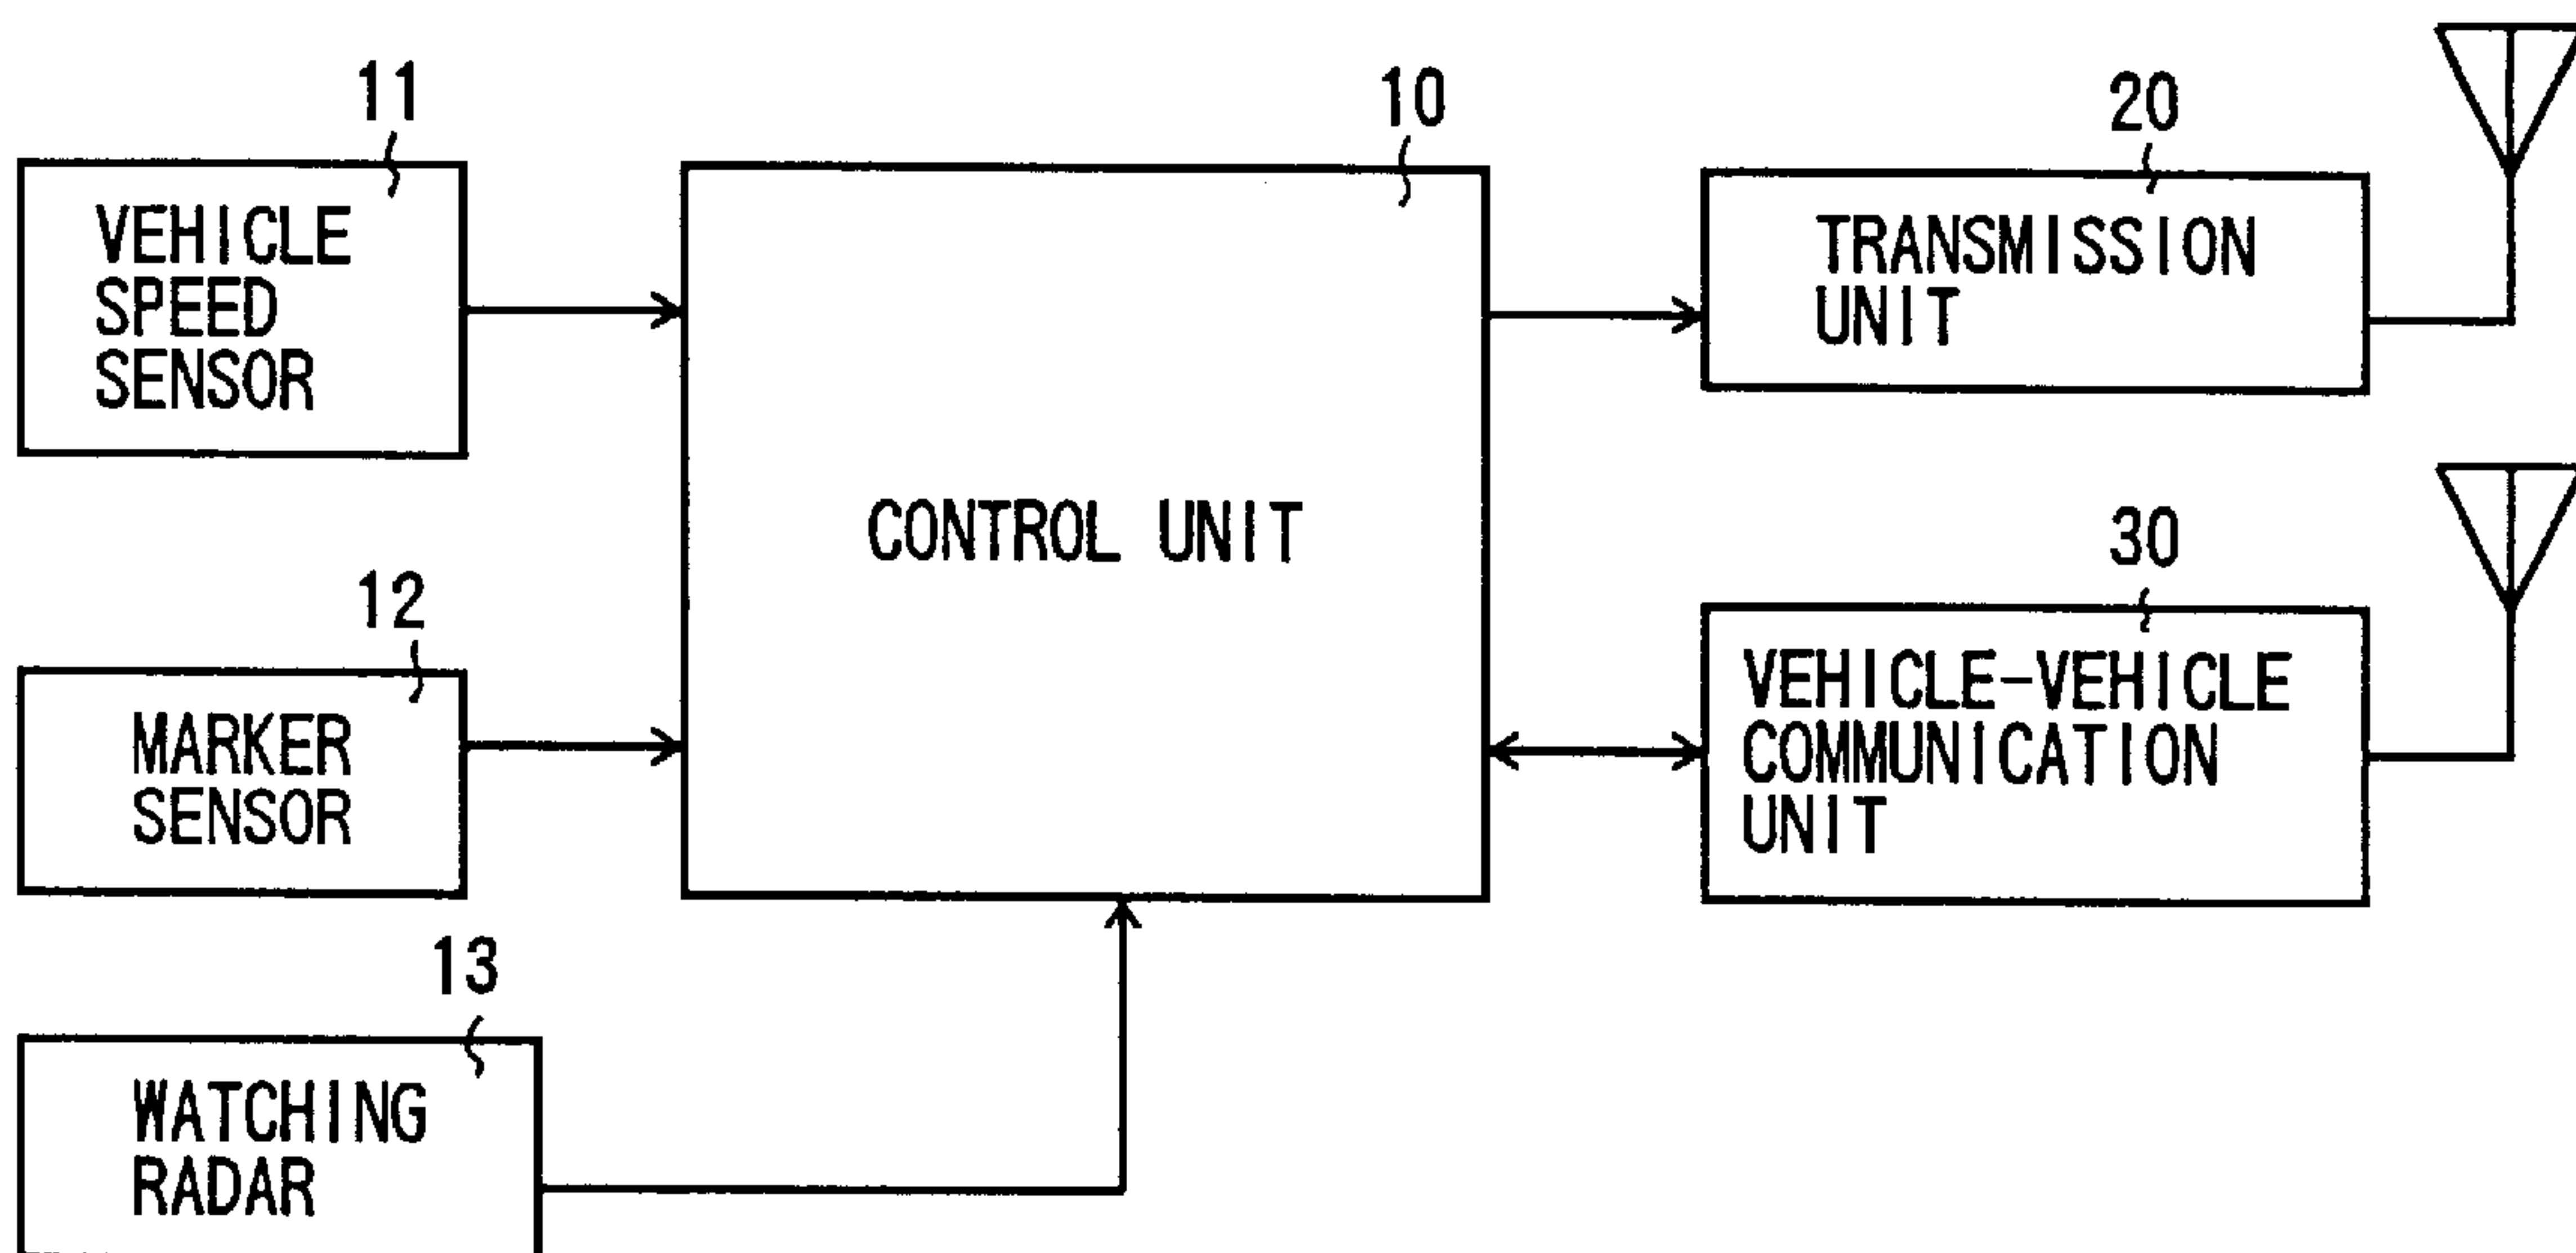 11
VEHICLE
SPEED
SENSOR
10
CONTROL UNIT
20
TRANSMISSION
UNIT
12
MARKER
SENSOR
30
VEHICLE-VEHICLE
COMMUNICATION
UNIT
13
WATCHING
RADAR